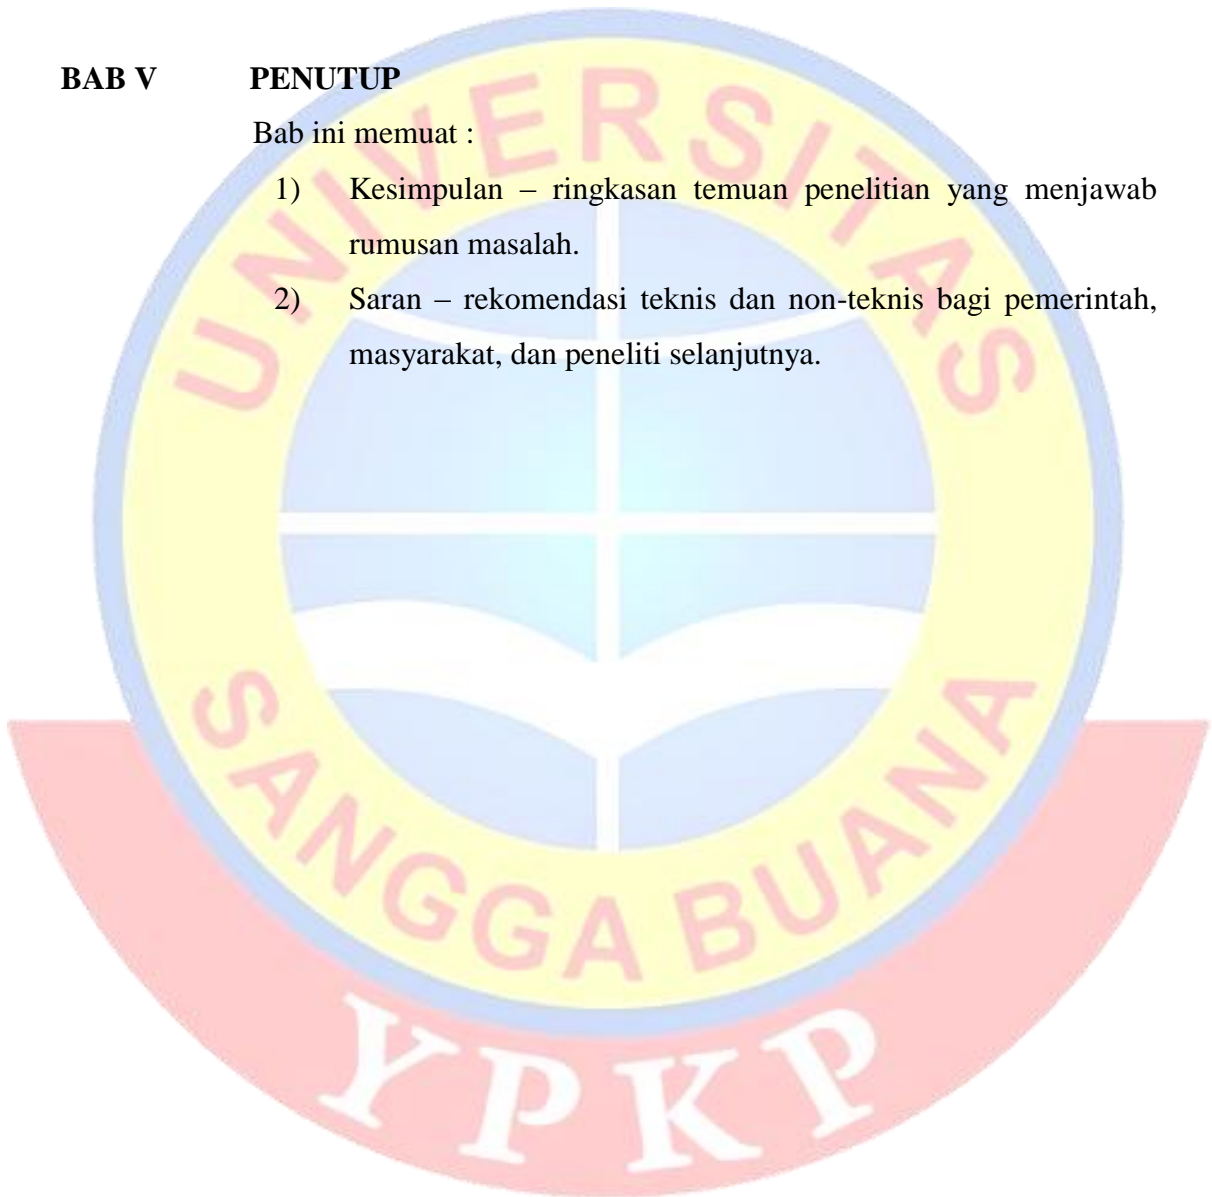 BAB V PENUTUP
Bab ini memuat :
1) Kesimpulan – ringkasan temuan penelitian yang menjawab
rumusan masalah.
2) Saran – rekomendasi teknis dan non-teknis bagi pemerintah,
masyarakat, dan peneliti selanjutnya.
UNIVERSITAS
SANGGA BUANA
YPKP